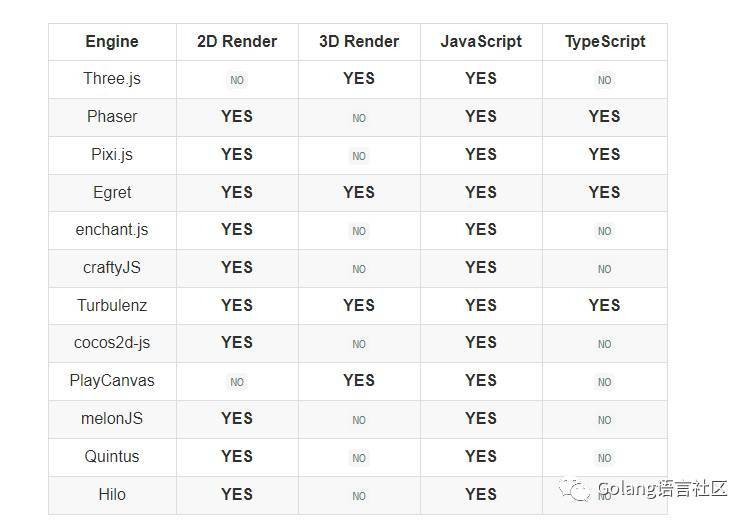 Engine 2D Render 3D Render JavaScript TypeScript
Three.js NO YES YES NO
Phaser YES NO YES YES
Pixi.js YES NO YES YES
Egret YES YES YES YES
enchant.js YES NO YES NO
craftyJS YES NO YES NO
Turbulenz YES YES YES YES
cocos2d-js YES NO YES NO
PlayCanvas NO YES YES NO
melonJS YES NO YES NO
Quintus YES NO YES NO
Hilo YES NO YES NO
Golang语言社区